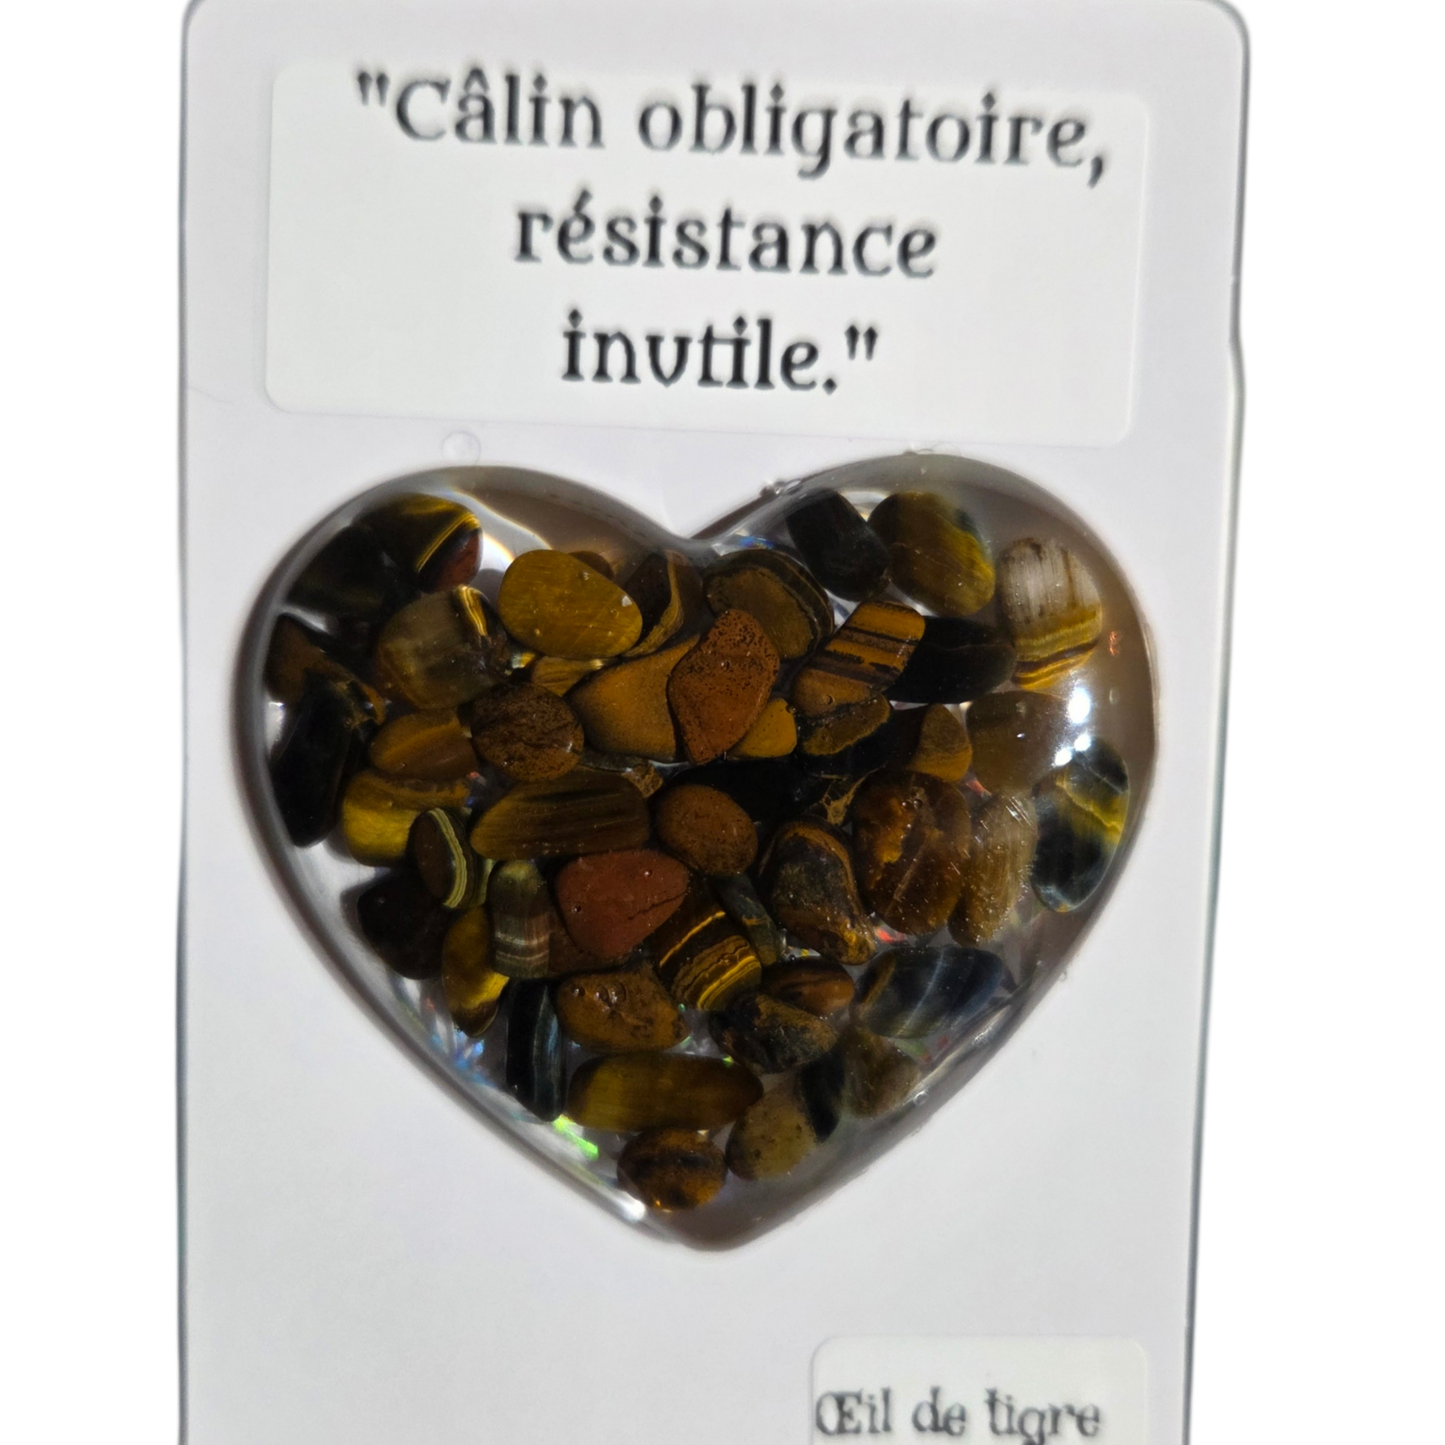 "Câlin obligatoire,
résistance
inutile."
Œil de tigre